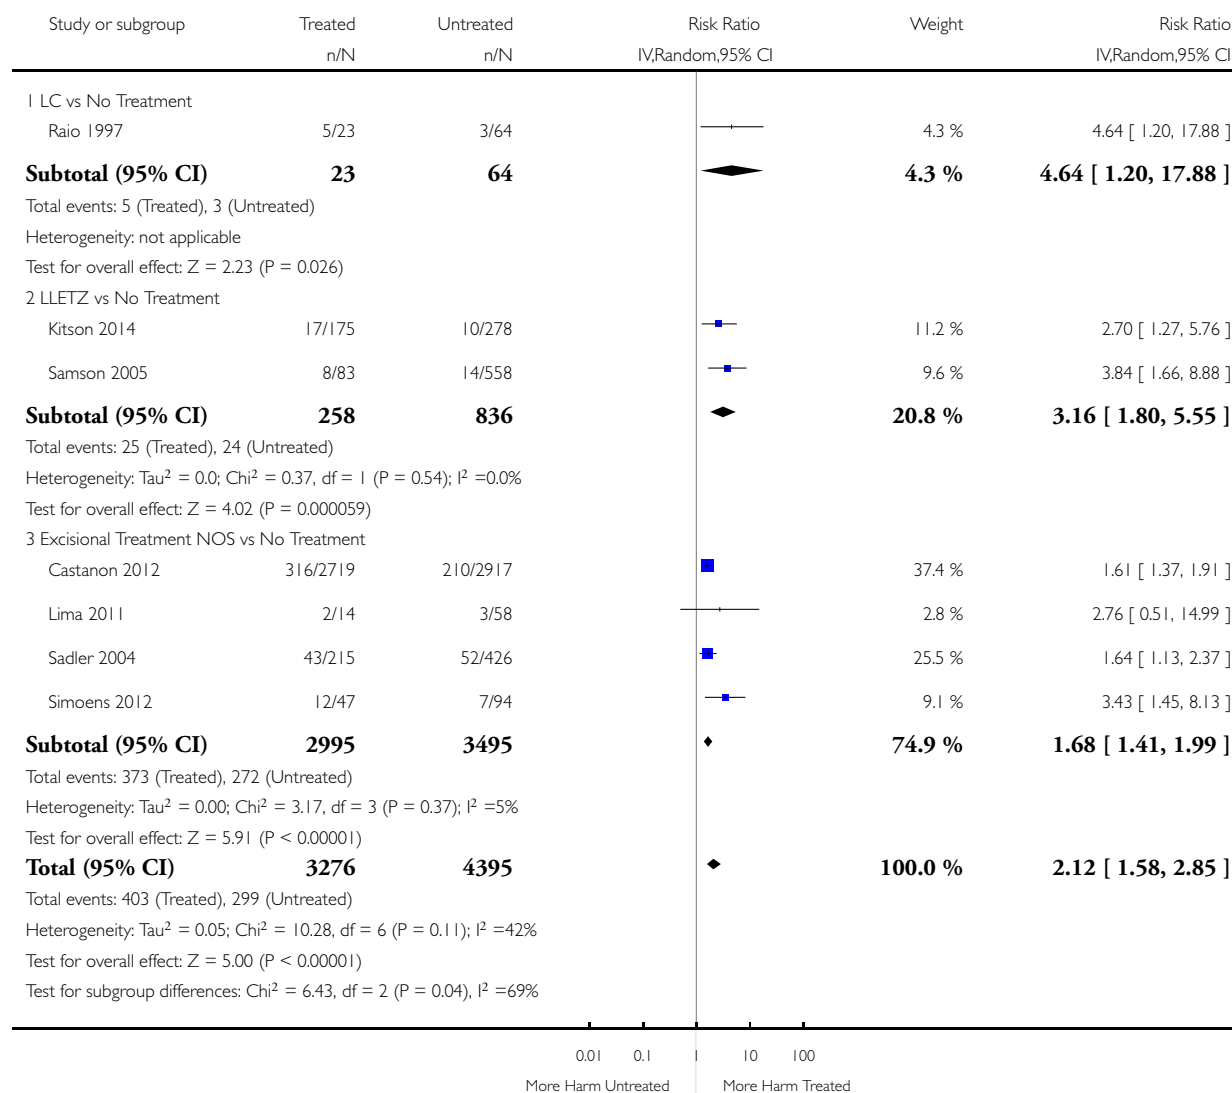 Study or subgroup Treated Untreated Risk Ratio Weight Risk Ratio
n/N n/N IV,Random,95% CI IV,Random,95% CI
1 LC vs No Treatment
Raio 1997 5/23 3/64 4.3 % 4.64 [ 1.20, 17.88 ]
Subtotal (95% CI) 23 64 4.3 % 4.64 [ 1.20, 17.88 ]
Total events: 5 (Treated), 3 (Untreated)
Heterogeneity: not applicable
Test for overall effect: Z = 2.23 (P = 0.026)
2 LLETZ vs No Treatment
Kitson 2014 17/175 10/278 11.2 % 2.70 [ 1.27, 5.76 ]
Samson 2005 8/83 14/558 9.6 % 3.84 [ 1.66, 8.88 ]
Subtotal (95% CI) 258 836 20.8 % 3.16 [ 1.80, 5.55 ]
Total events: 25 (Treated), 24 (Untreated)
Heterogeneity: Tau² = 0.0; Chi² = 0.37, df = 1 (P = 0.54); I² =0.0%
Test for overall effect: Z = 4.02 (P = 0.000059)
3 Excisional Treatment NOS vs No Treatment
Castanon 2012 316/2719 210/2917 37.4 % 1.61 [ 1.37, 1.91 ]
Lima 2011 2/14 3/58 2.8 % 2.76 [ 0.51, 14.99 ]
Sadler 2004 43/215 52/426 25.5 % 1.64 [ 1.13, 2.37 ]
Simoens 2012 12/47 7/94 9.1 % 3.43 [ 1.45, 8.13 ]
Subtotal (95% CI) 2995 3495 74.9 % 1.68 [ 1.41, 1.99 ]
Total events: 373 (Treated), 272 (Untreated)
Heterogeneity: Tau² = 0.00; Chi² = 3.17, df = 3 (P = 0.37); I² =5%
Test for overall effect: Z = 5.91 (P < 0.00001)
Total (95% CI) 3276 4395 100.0 % 2.12 [ 1.58, 2.85 ]
Total events: 403 (Treated), 299 (Untreated)
Heterogeneity: Tau² = 0.05; Chi² = 10.28, df = 6 (P = 0.11); I² =42%
Test for overall effect: Z = 5.00 (P < 0.00001)
Test for subgroup differences: Chi² = 6.43, df = 2 (P = 0.04), I² =69%
0.01 0.1 1 10 100
More Harm Untreated More Harm Treated